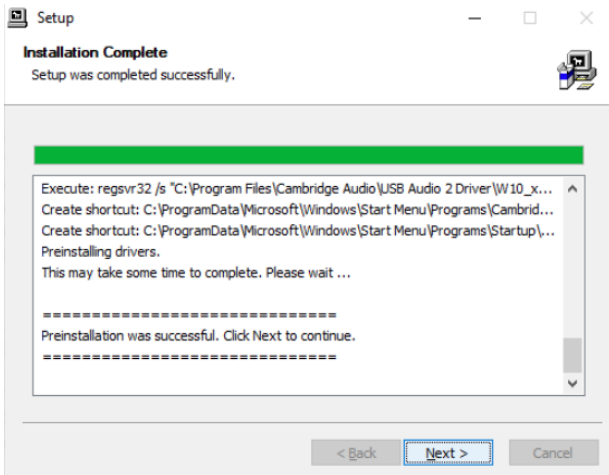 Setup
Installation Complete
Setup was completed successfully.
Execute: regsvr32 /s "C:\Program Files\Cambridge Audio\USB Audio 2 Driver\W10_x...
Create shortcut: C:\ProgramData\Microsoft\Windows\Start Menu\Programs\Cambrid...
Create shortcut: C:\ProgramData\Microsoft\Windows\Start Menu\Programs\Startup\...
Preinstalling drivers.
This may take some time to complete. Please wait ...
==============================
Preinstallation was successful. Click Next to continue.
==============================
< Back Next > Cancel